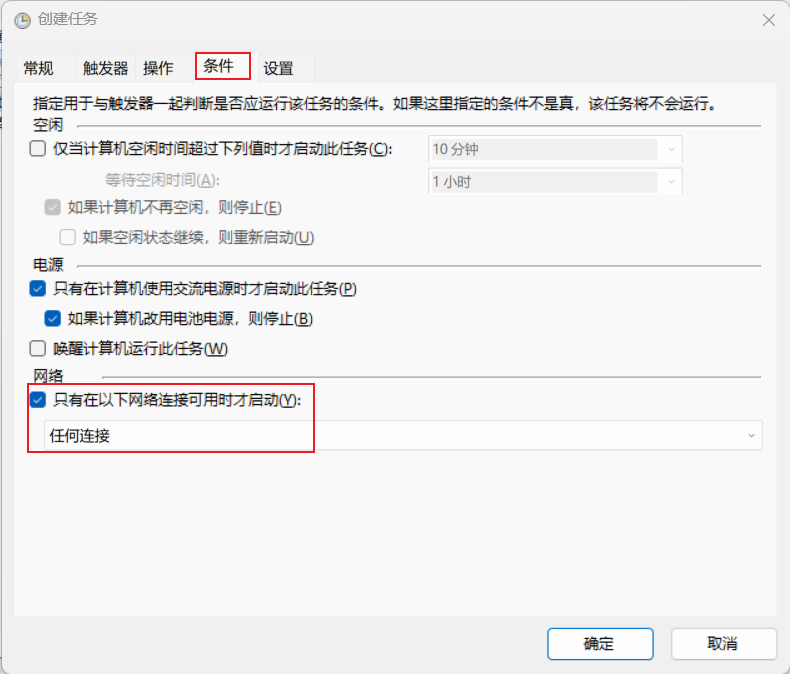 创建任务
常规 触发器 操作 条件 设置
指定用于与触发器一起判断是否应运行该任务的条件。如果这里指定的条件不是真，该任务将不会运行。
空闲
仅当计算机空闲时间超过下列值时才启动此任务(C): 10 分钟
等待空闲时间(A): 1 小时
如果计算机不再空闲，则停止(E)
如果空闲状态继续，则重新启动(U)
电源
只有在计算机使用交流电源时才启动此任务(P)
如果计算机改用电池电源，则停止(B)
唤醒计算机运行此任务(W)
网络
只有在以下网络连接可用时才启动(Y):
任何连接
确定 取消